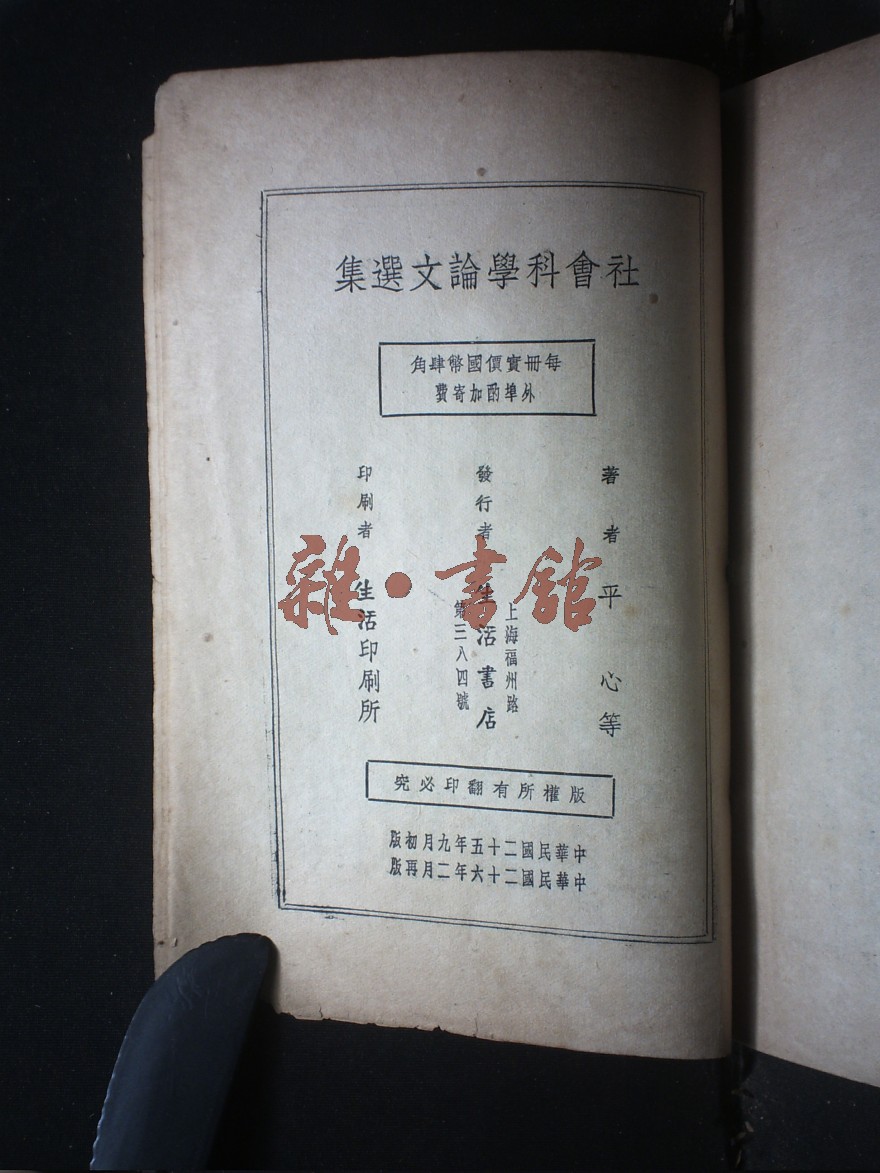 社會科學論文選集
每冊實價國幣肆角
外埠酌加寄費
著者 平心等
發行者 生活書店
上海福州路
第三八四號
印刷者 生活印刷所
版權所有翻印必究
中華民國二十五年九月初版
中華民國二十六年二月再版
雜·書館